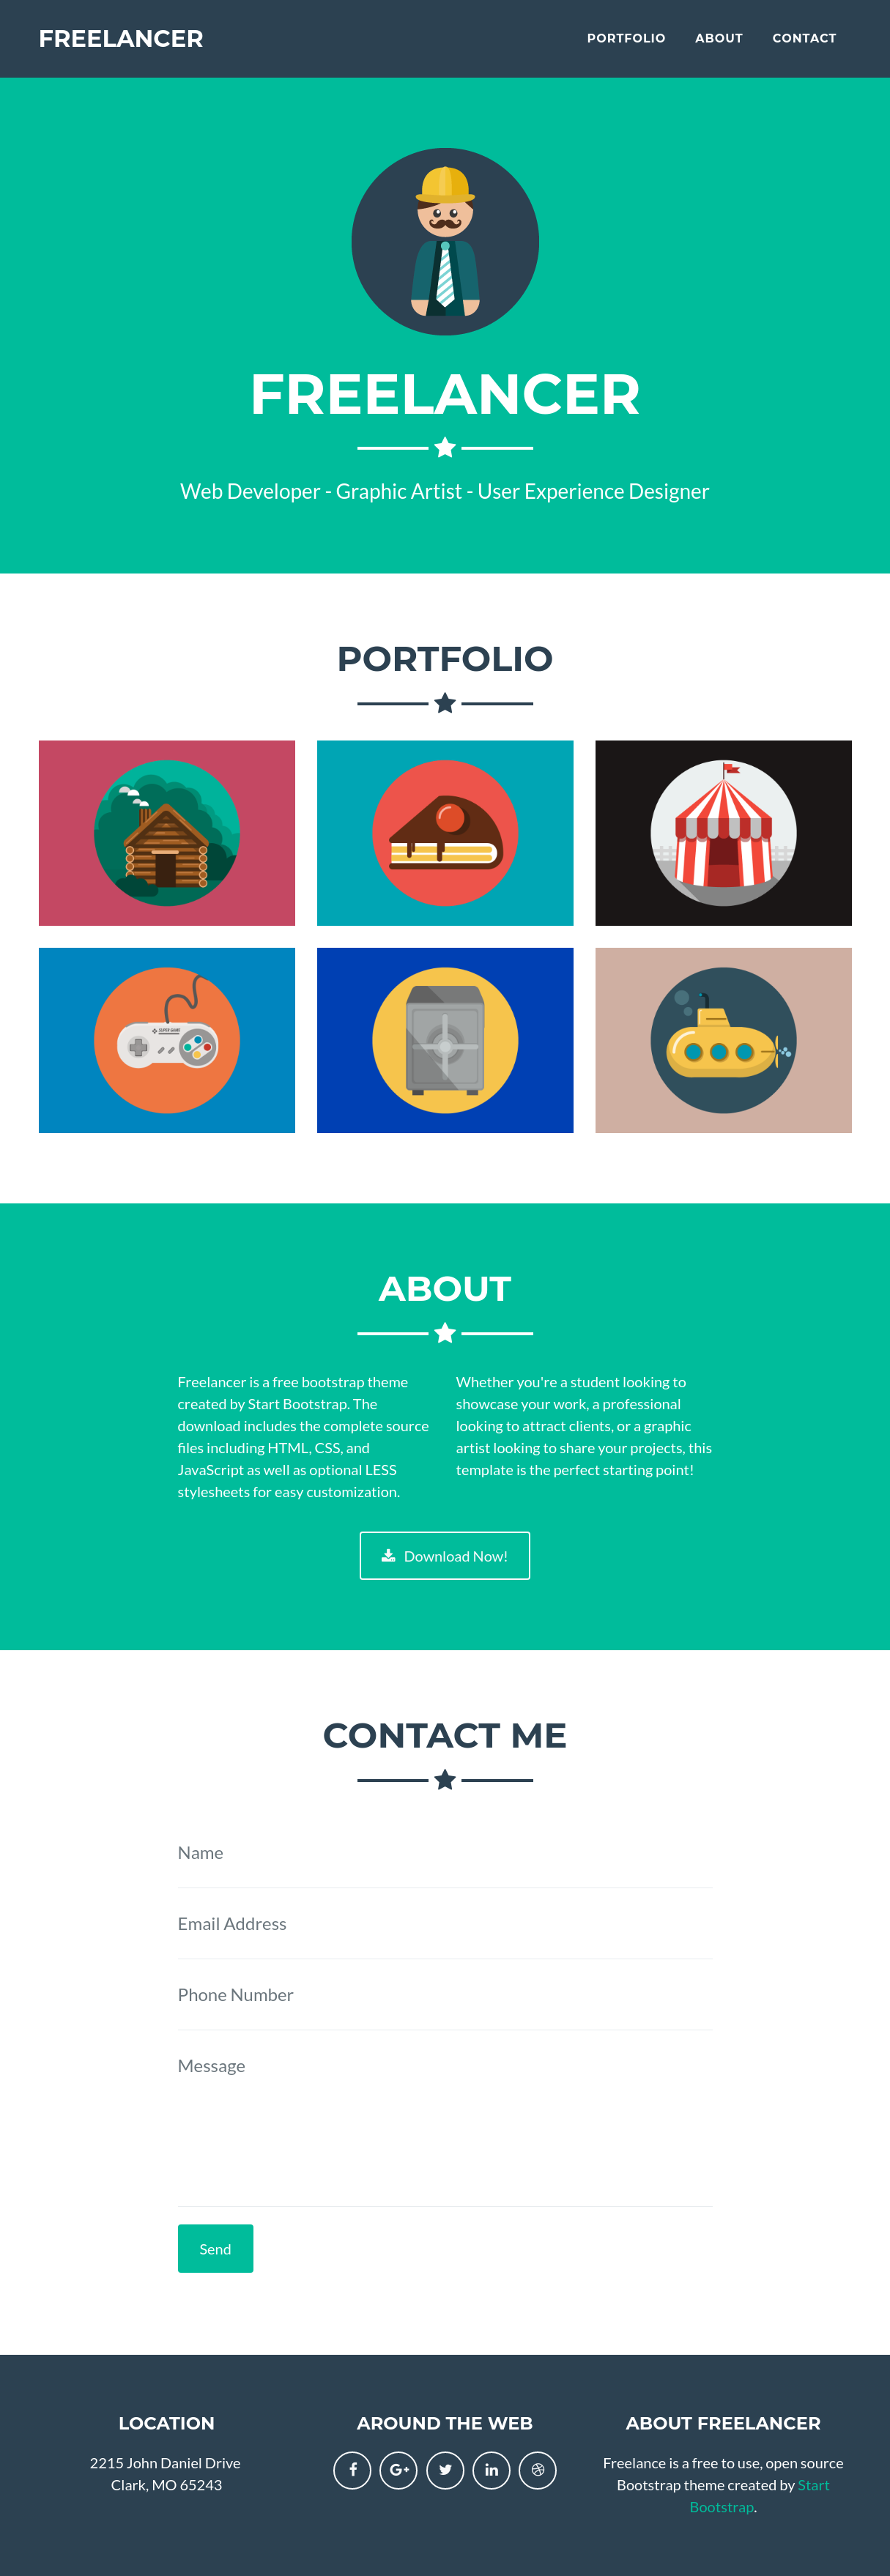 FREELANCER
PORTFOLIO
ABOUT
CONTACT
FREELANCER
Web Developer - Graphic Artist - User Experience Designer
PORTFOLIO
SUPER GAME
ABOUT
Freelancer is a free bootstrap theme
created by Start Bootstrap. The
download includes the complete source
files including HTML, CSS, and
JavaScript as well as optional LESS
stylesheets for easy customization.
Whether you're a student looking to
showcase your work, a professional
looking to attract clients, or a graphic
artist looking to share your projects, this
template is the perfect starting point!
Download Now!
CONTACT ME
Name
Email Address
Phone Number
Message
Send
LOCATION
2215 John Daniel Drive
Clark, MO 65243
AROUND THE WEB
ABOUT FREELANCER
Freelance is a free to use, open source
Bootstrap theme created by Start
Bootstrap.